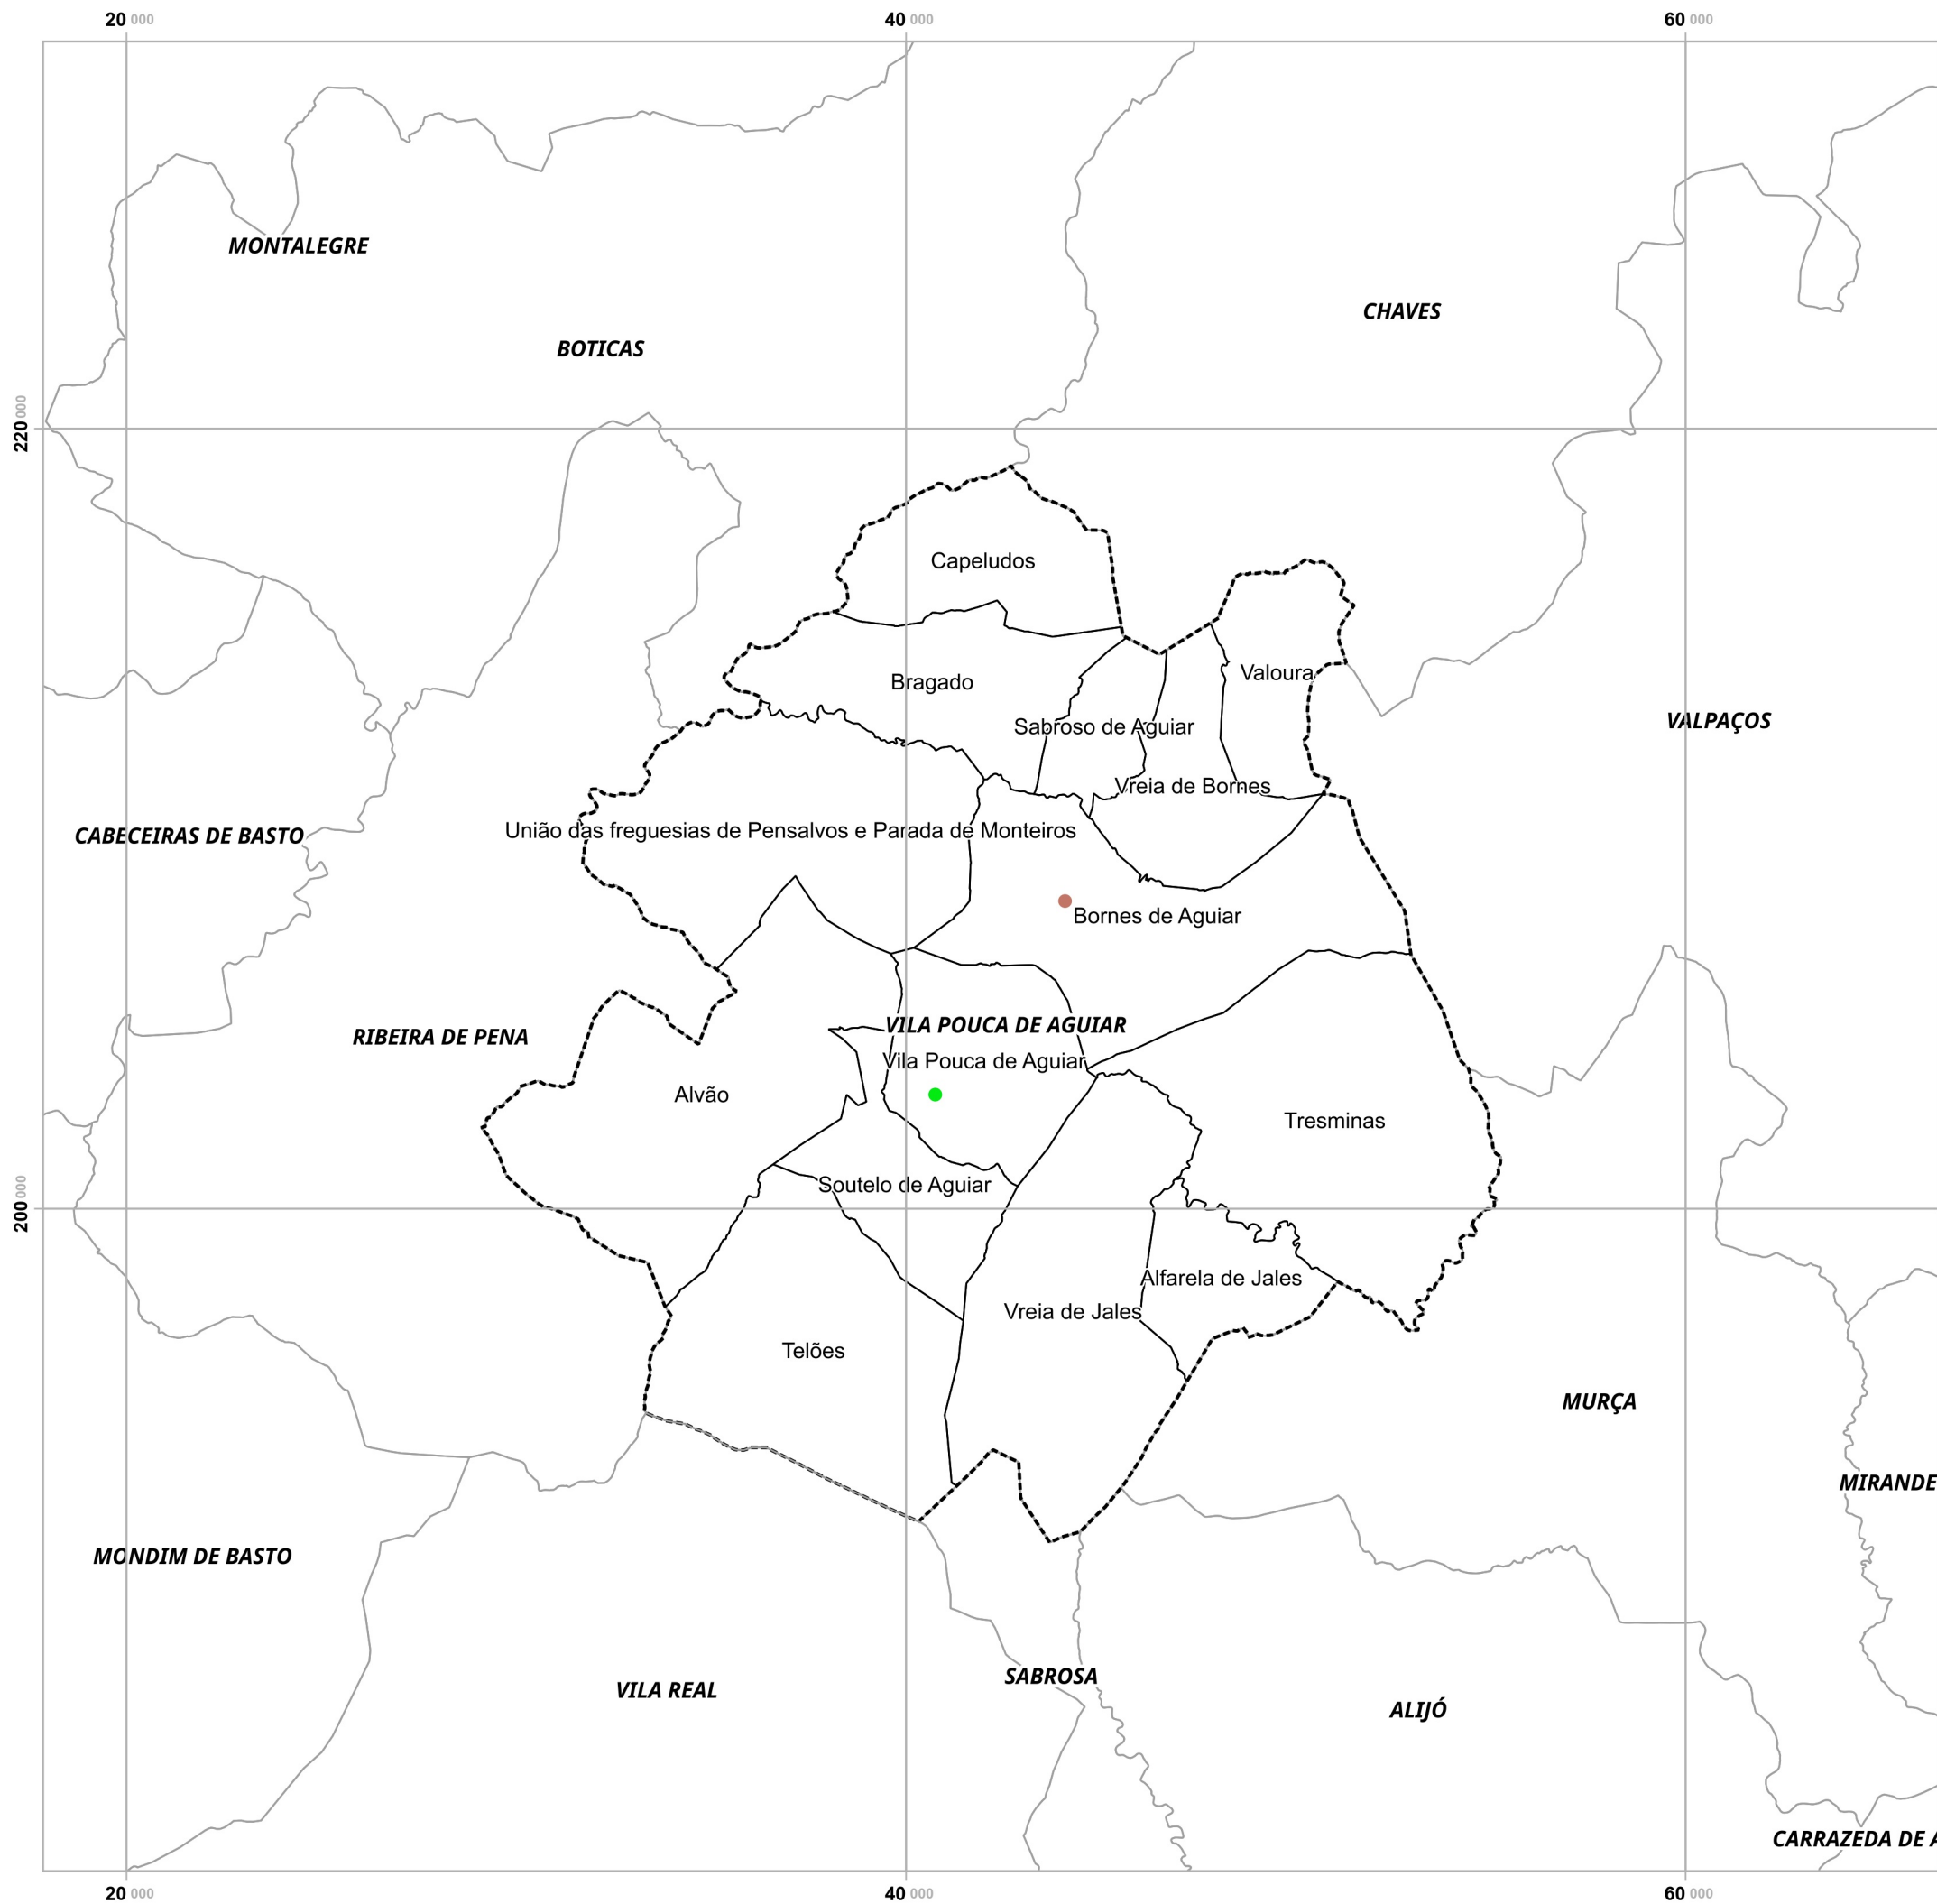 20 000
40 000
60 000
MONTALEGRE
CHAVES
BOTICAS
220 000
Capeludos
Valoura
Bragado
VALPAÇOS
Sabroso de Aguiar
Vreia de Bornes
União das freguesias de Pensalvos e Parada de Monteiros
CABECEIRAS DE BASTO
Bornes de Aguiar
VILA POUCA DE AGUIAR
RIBEIRA DE PENA
Vila Pouca de Aguiar
Alvão
Tresminas
Soutelo de Aguiar
200 000
Alfarela de Jales
Vreia de Jales
Telões
MURÇA
MIRANDE
MONDIM DE BASTO
SABROSA
VILA REAL
ALIJÓ
CARRAZEDA DE A
20 000
40 000
60 000